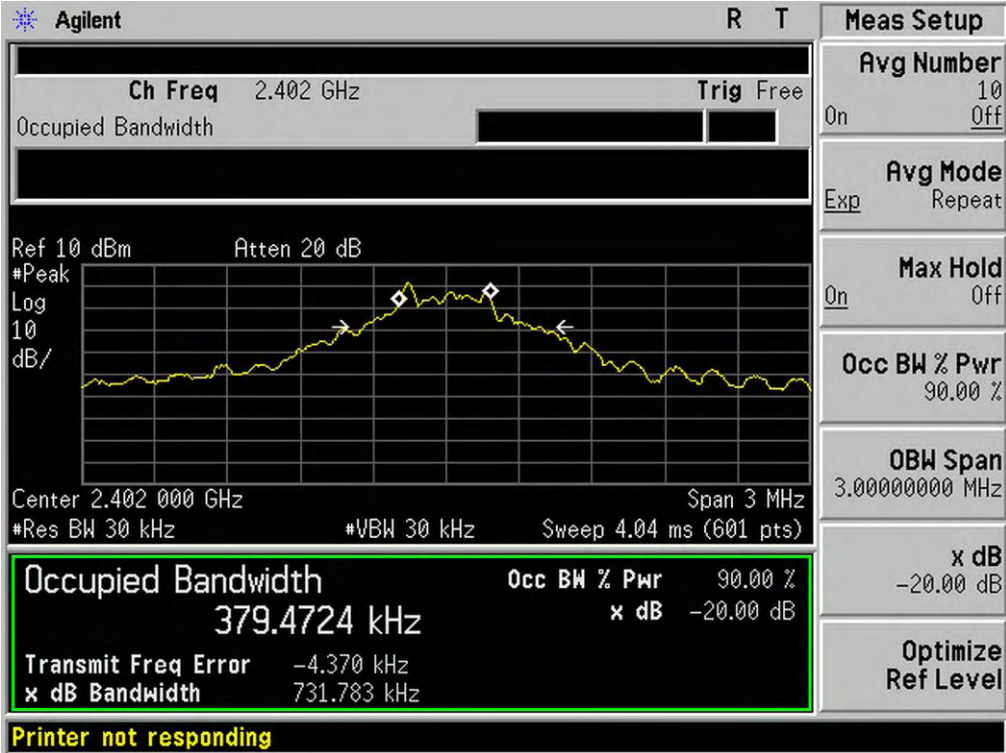 Agilent R T Meas Setup
Ch Freq 2.402 GHz Trig Free
Occupied Bandwidth
Avg Number
10
On Off
Avg Mode
Exp Repeat
Max Hold
On Off
Occ BW % Pwr
90.00 %
OBW Span
3.00000000 MHz
x dB
-20.00 dB
Optimize
Ref Level
Ref 10 dBm Atten 20 dB
#Peak
Log
10
dB/
Center 2.402 000 GHz Span 3 MHz
#Res BW 30 kHz #VBW 30 kHz Sweep 4.04 ms (601 pts)
Occupied Bandwidth Occ BW % Pwr 90.00 %
379.4724 kHz x dB -20.00 dB
Transmit Freq Error -4.370 kHz
x dB Bandwidth 731.783 kHz
Printer not responding